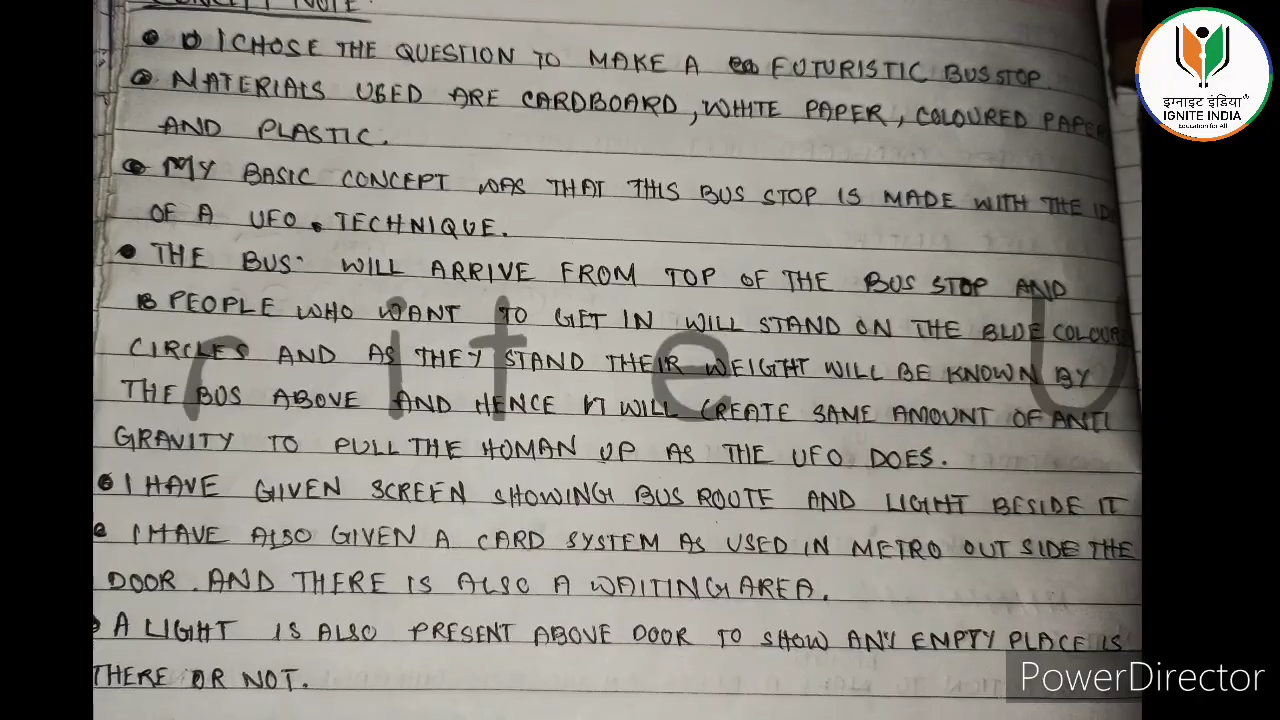 CONCEPT NOTE.
• I CHOSE THE QUESTION TO MAKE A FUTURISTIC BUS STOP.
• MATERIALS USED ARE CARDBOARD, WHITE PAPER, COLOURED PAPER
AND PLASTIC.
• MY BASIC CONCEPT WAS THAT THIS BUS STOP IS MADE WITH THE ID
OF A UFO. TECHNIQUE.
• THE BUS WILL ARRIVE FROM TOP OF THE BUS STOP AND
PEOPLE WHO WANT TO GET IN WILL STAND ON THE BLUE COLOUR
CIRCLES AND AS THEY STAND THEIR WEIGHT WILL BE KNOWN BY
THE BUS ABOVE AND HENCE IT WILL CREATE SAME AMOUNT OF ANTI
GRAVITY TO PULL THE HUMAN UP AS THE UFO DOES.
• I HAVE GIVEN SCREEN SHOWING BUS ROUTE AND LIGHT BESIDE IT
• I HAVE ALSO GIVEN A CARD SYSTEM AS USED IN METRO OUT SIDE THE
DOOR. AND THERE IS ALSO A WAITING AREA.
• A LIGHT IS ALSO PRESENT ABOVE DOOR TO SHOW ANY EMPTY PLACE IS
THERE OR NOT.
इग्नाइट इंडिया
IGNITE INDIA
Education for All
r i t e U
PowerDirector